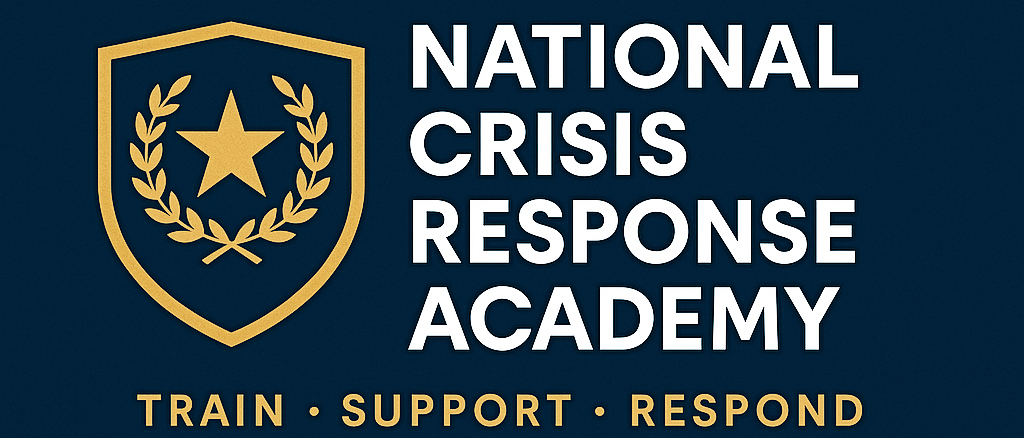 NATIONAL
CRISIS
RESPONSE
ACADEMY
TRAIN · SUPPORT · RESPOND